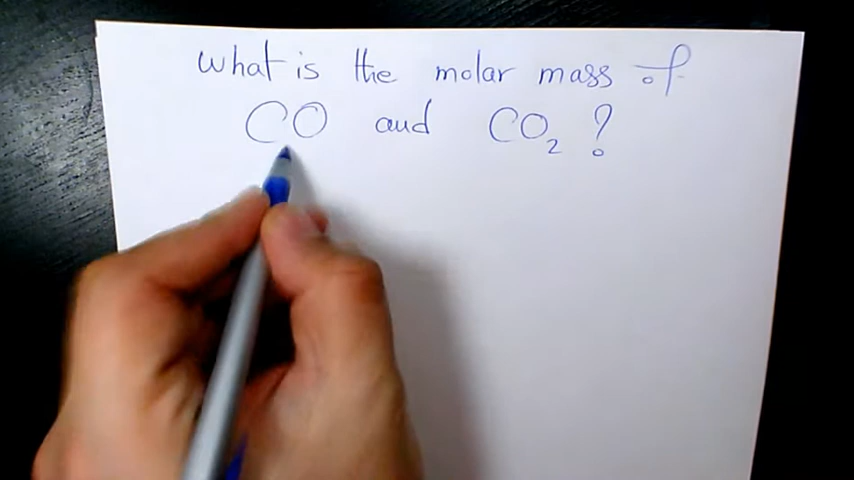 What is the molar mass of
CO and CO₂ ?